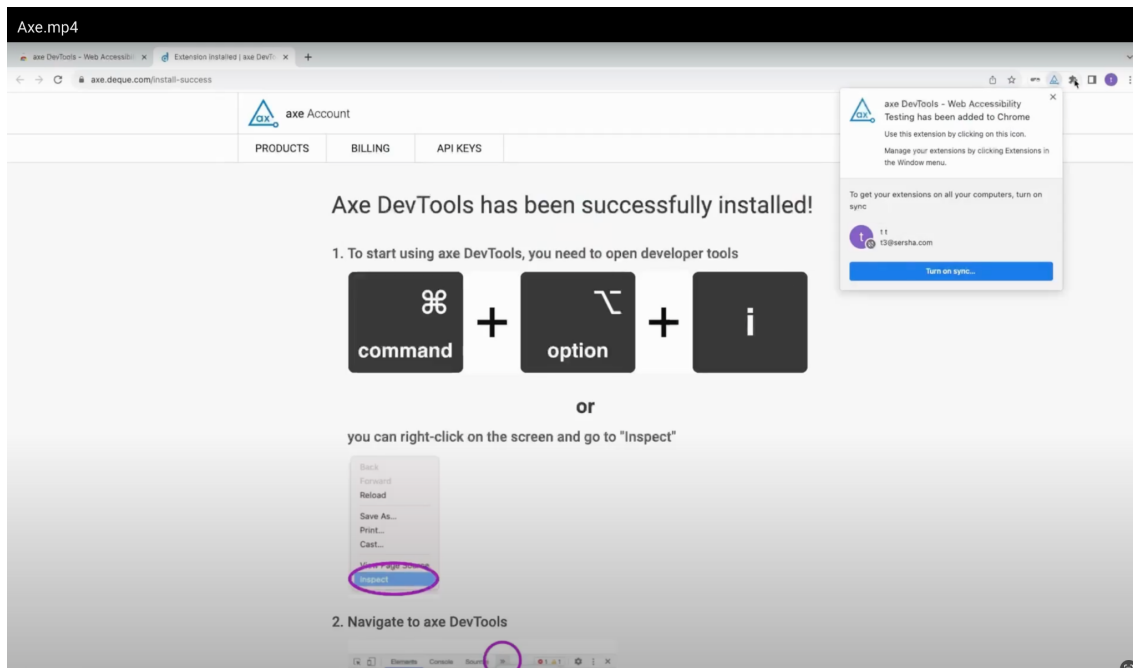 Axe.mp4
axe DevTools - Web Accessibil
Extension Installed | axe DevTo
axe.deque.com/install-success
axe Account
PRODUCTS
BILLING
API KEYS
axe DevTools - Web Accessibility
Testing has been added to Chrome
Use this extension by clicking on this icon.
Manage your extensions by clicking Extensions in
the Window menu.
To get your extensions on all your computers, turn on
sync
t t
t3@sersha.com
Turn on sync...
Axe DevTools has been successfully installed!
1. To start using axe DevTools, you need to open developer tools
⌘
command
+
⌥
option
+
i
or
you can right-click on the screen and go to "Inspect"
Back
Forward
Reload
Save As...
Print...
Cast...
View Page Source
Inspect
2. Navigate to axe DevTools
Elements Console